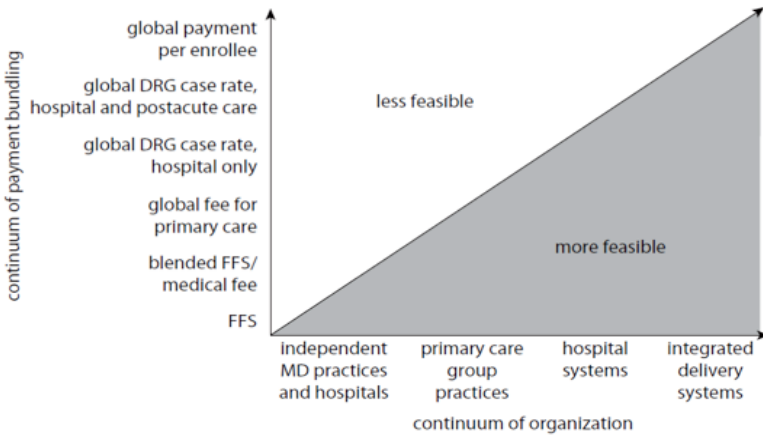 continuum of payment bundling
global payment
per enrollee
global DRG case rate,
hospital and postacute care
global DRG case rate,
hospital only
global fee for
primary care
blended FFS/
medical fee
FFS
less feasible
more feasible
independent
MD practices
and hospitals
primary care
group
practices
hospital
systems
integrated
delivery
systems
continuum of organization